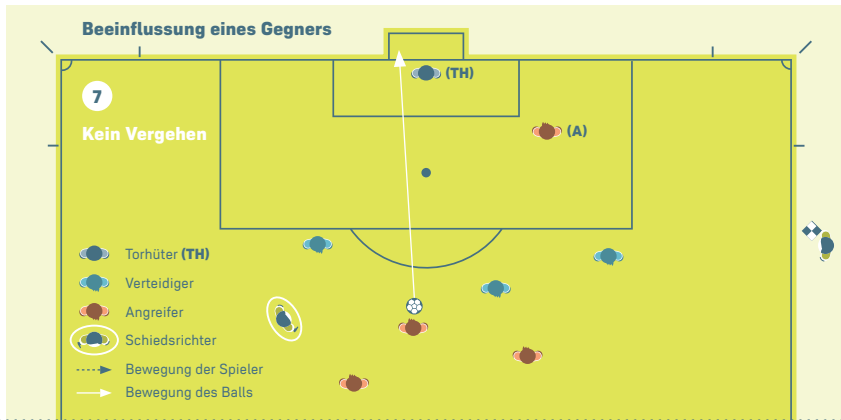 Beeinflussung eines Gegners
(TH)
7
(A)
Kein Vergehen
Torhüter (TH)
Verteidiger
Angreifer
Schiedsrichter
Bewegung der Spieler
Bewegung des Balls